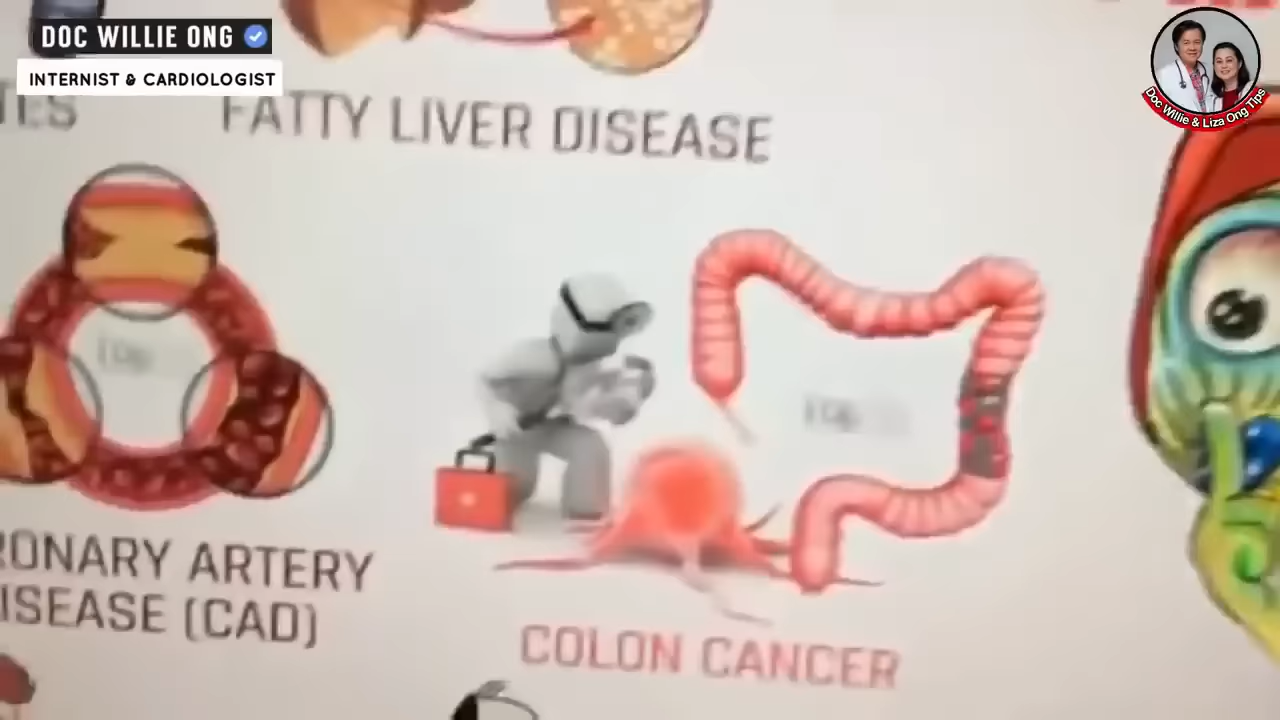 DOC WILLIE ONG
INTERNIST & CARDIOLOGIST
Doc Willie & Liza Ong Tips
TES
FATTY LIVER DISEASE
RONARY ARTERY
ISEASE (CAD)
COLON CANCER